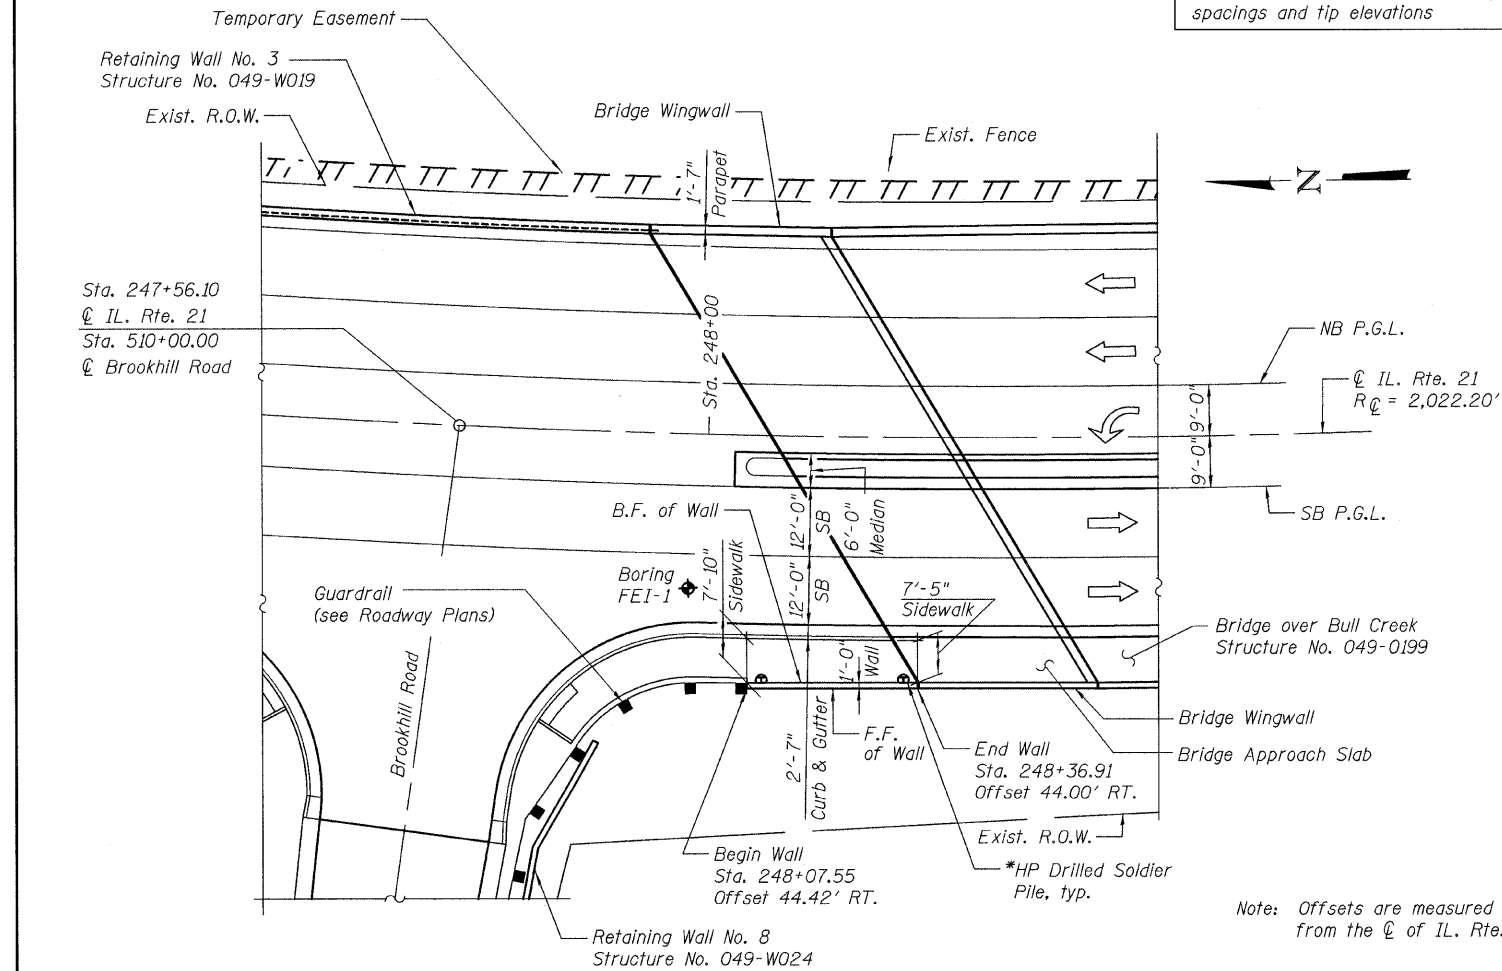 spacings and tip elevations
Temporary Easement
Retaining Wall No. 3
Structure No. 049-W019
Exist. R.O.W.
Bridge Wingwall
Exist. Fence
1'-7"
Parapet
N
Sta. 247+56.10
℄ IL. Rte. 21
Sta. 510+00.00
℄ Brookhill Road
Sta. 248+00
NB P.G.L.
℄ IL. Rte. 21
R℄ = 2,022.20'
9'-0"
9'-0"
SB P.G.L.
B.F. of Wall
12'-0"
SB
6'-0"
Median
Boring
FEI-1
7'-10"
Sidewalk
12'-0"
SB
7'-5"
Sidewalk
Guardrail
(see Roadway Plans)
Bridge over Bull Creek
Structure No. 049-0199
1'-0"
Wall
Brookhill Road
2'-7"
Curb & Gutter
F.F.
of Wall
Bridge Wingwall
Bridge Approach Slab
End Wall
Sta. 248+36.91
Offset 44.00' RT.
Exist. R.O.W.
Begin Wall
Sta. 248+07.55
Offset 44.42' RT.
*HP Drilled Soldier
Pile, typ.
Note: Offsets are measured
from the ℄ of IL. Rte.
Retaining Wall No. 8
Structure No. 049-W024